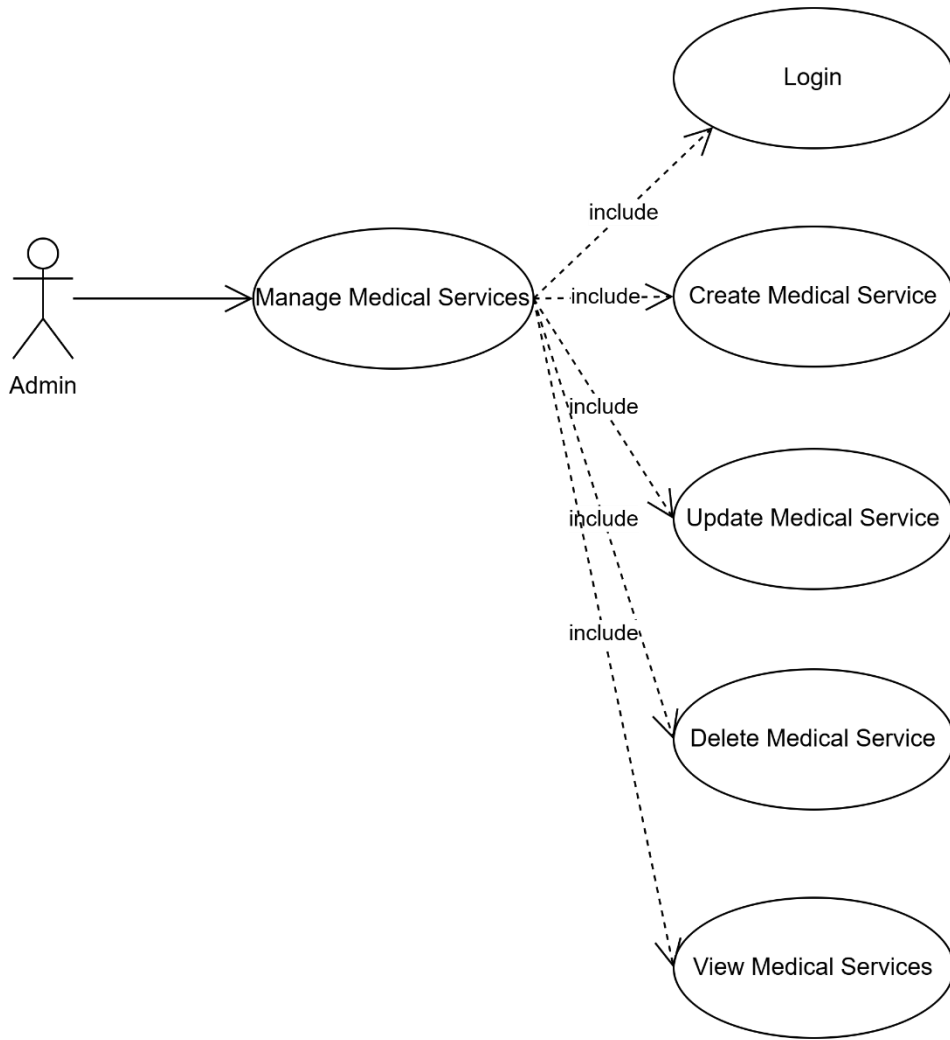 Login
include
Manage Medical Services
include
Create Medical Service
Admin
include
Update Medical Service
include
include
Delete Medical Service
View Medical Services